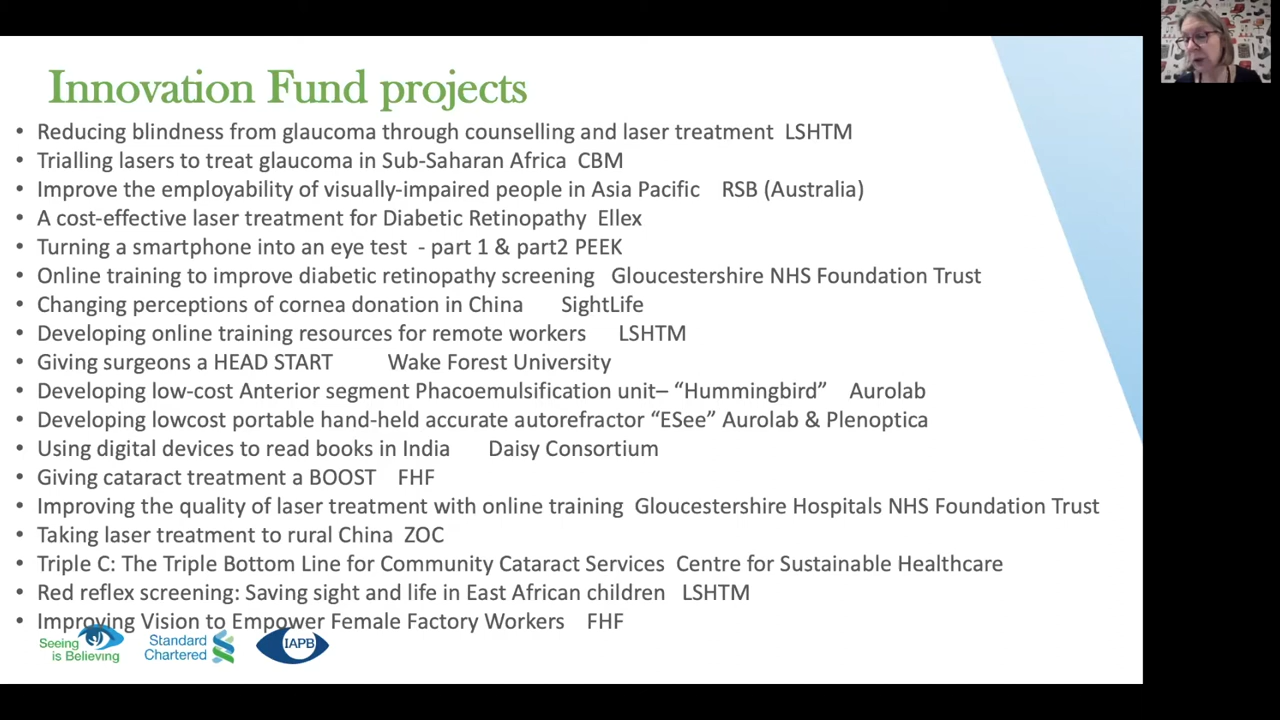 Innovation Fund projects
• Reducing blindness from glaucoma through counselling and laser treatment LSHTM
• Trialling lasers to treat glaucoma in Sub-Saharan Africa CBM
• Improve the employability of visually-impaired people in Asia Pacific RSB (Australia)
• A cost-effective laser treatment for Diabetic Retinopathy Ellex
• Turning a smartphone into an eye test - part 1 & part2 PEEK
• Online training to improve diabetic retinopathy screening Gloucestershire NHS Foundation Trust
• Changing perceptions of cornea donation in China SightLife
• Developing online training resources for remote workers LSHTM
• Giving surgeons a HEAD START Wake Forest University
• Developing low-cost Anterior segment Phacoemulsification unit– “Hummingbird” Aurolab
• Developing lowcost portable hand-held accurate autorefractor “ESee” Aurolab & Plenoptica
• Using digital devices to read books in India Daisy Consortium
• Giving cataract treatment a BOOST FHF
• Improving the quality of laser treatment with online training Gloucestershire Hospitals NHS Foundation Trust
• Taking laser treatment to rural China ZOC
• Triple C: The Triple Bottom Line for Community Cataract Services Centre for Sustainable Healthcare
• Red reflex screening: Saving sight and life in East African children LSHTM
• Improving Vision to Empower Female Factory Workers FHF
Seeing is Believing
Standard Chartered
IAPB